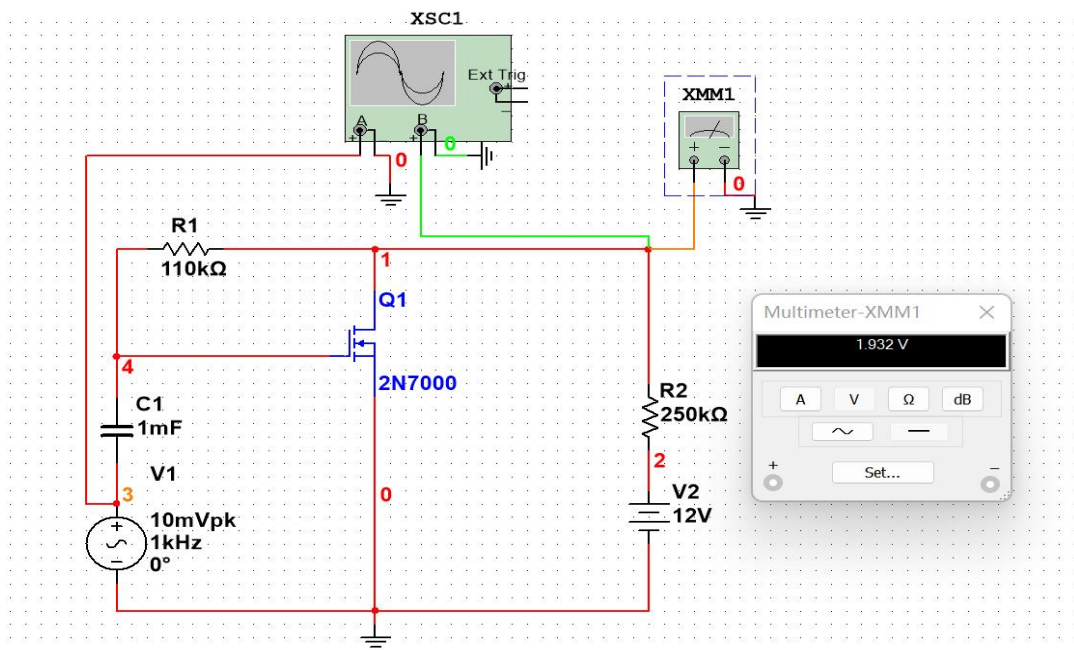 XSC1
Ext Trig
+
−
A
B
+
+
0
0
XMM1
+ −
0
R1
110kΩ
1
Q1
2N7000
4
C1
1mF
V1
3
+
−
10mVpk
1kHz
0°
0
R2
250kΩ
2
V2
12V
Multimeter-XMM1
1.932 V
A V Ω dB
+ Set... −